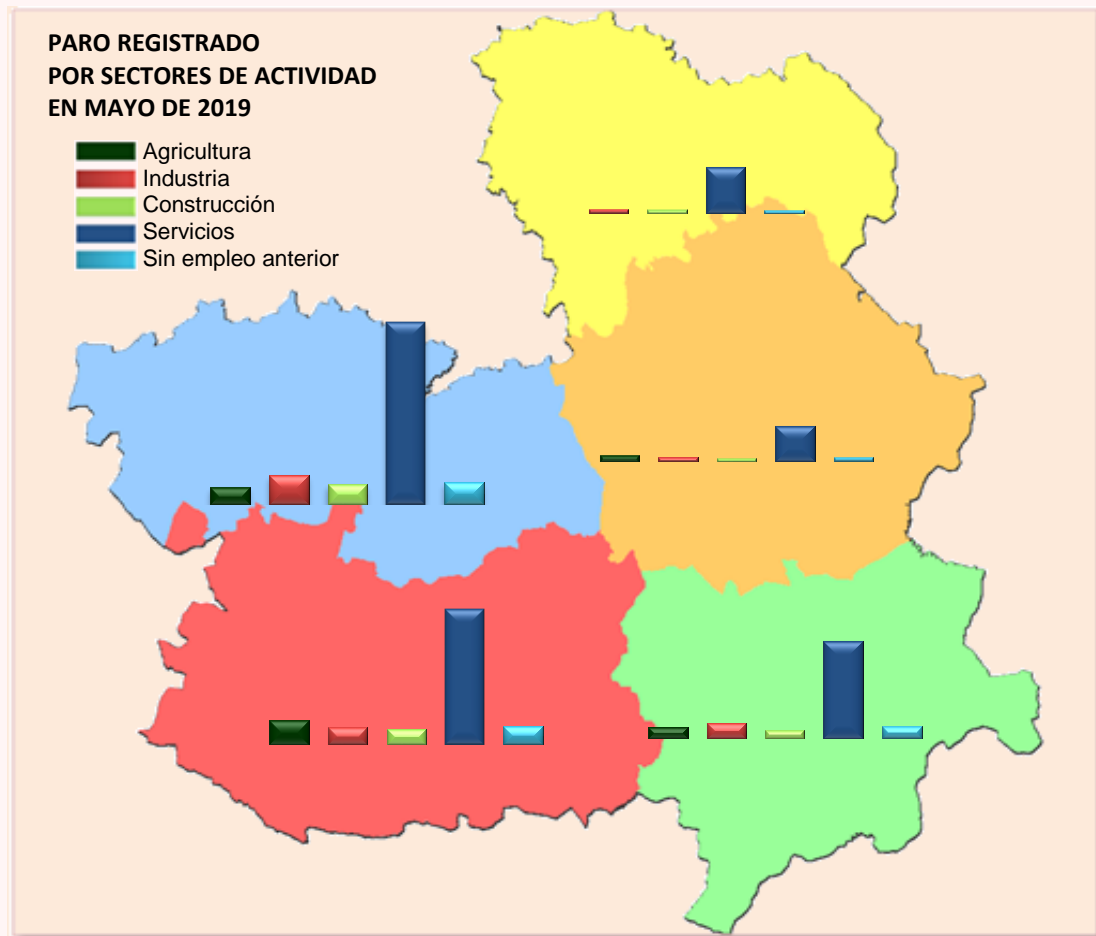 PARO REGISTRADO
POR SECTORES DE ACTIVIDAD
EN MAYO DE 2019
Agricultura
Industria
Construcción
Servicios
Sin empleo anterior